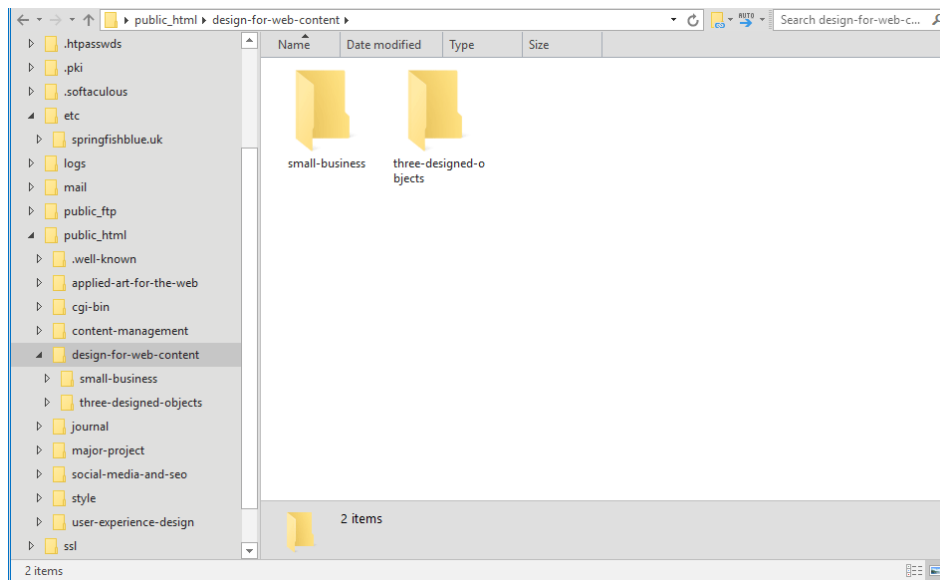 public_html design-for-web-content
AUTO
Search design-for-web-c...
.htpasswds
.pki
.softaculous
etc
springfishblue.uk
logs
mail
public_ftp
public_html
.well-known
applied-art-for-the-web
cgi-bin
content-management
design-for-web-content
small-business
three-designed-objects
journal
major-project
social-media-and-seo
style
user-experience-design
ssl
Name Date modified Type Size
small-business three-designed-o
bjects
2 items
2 items